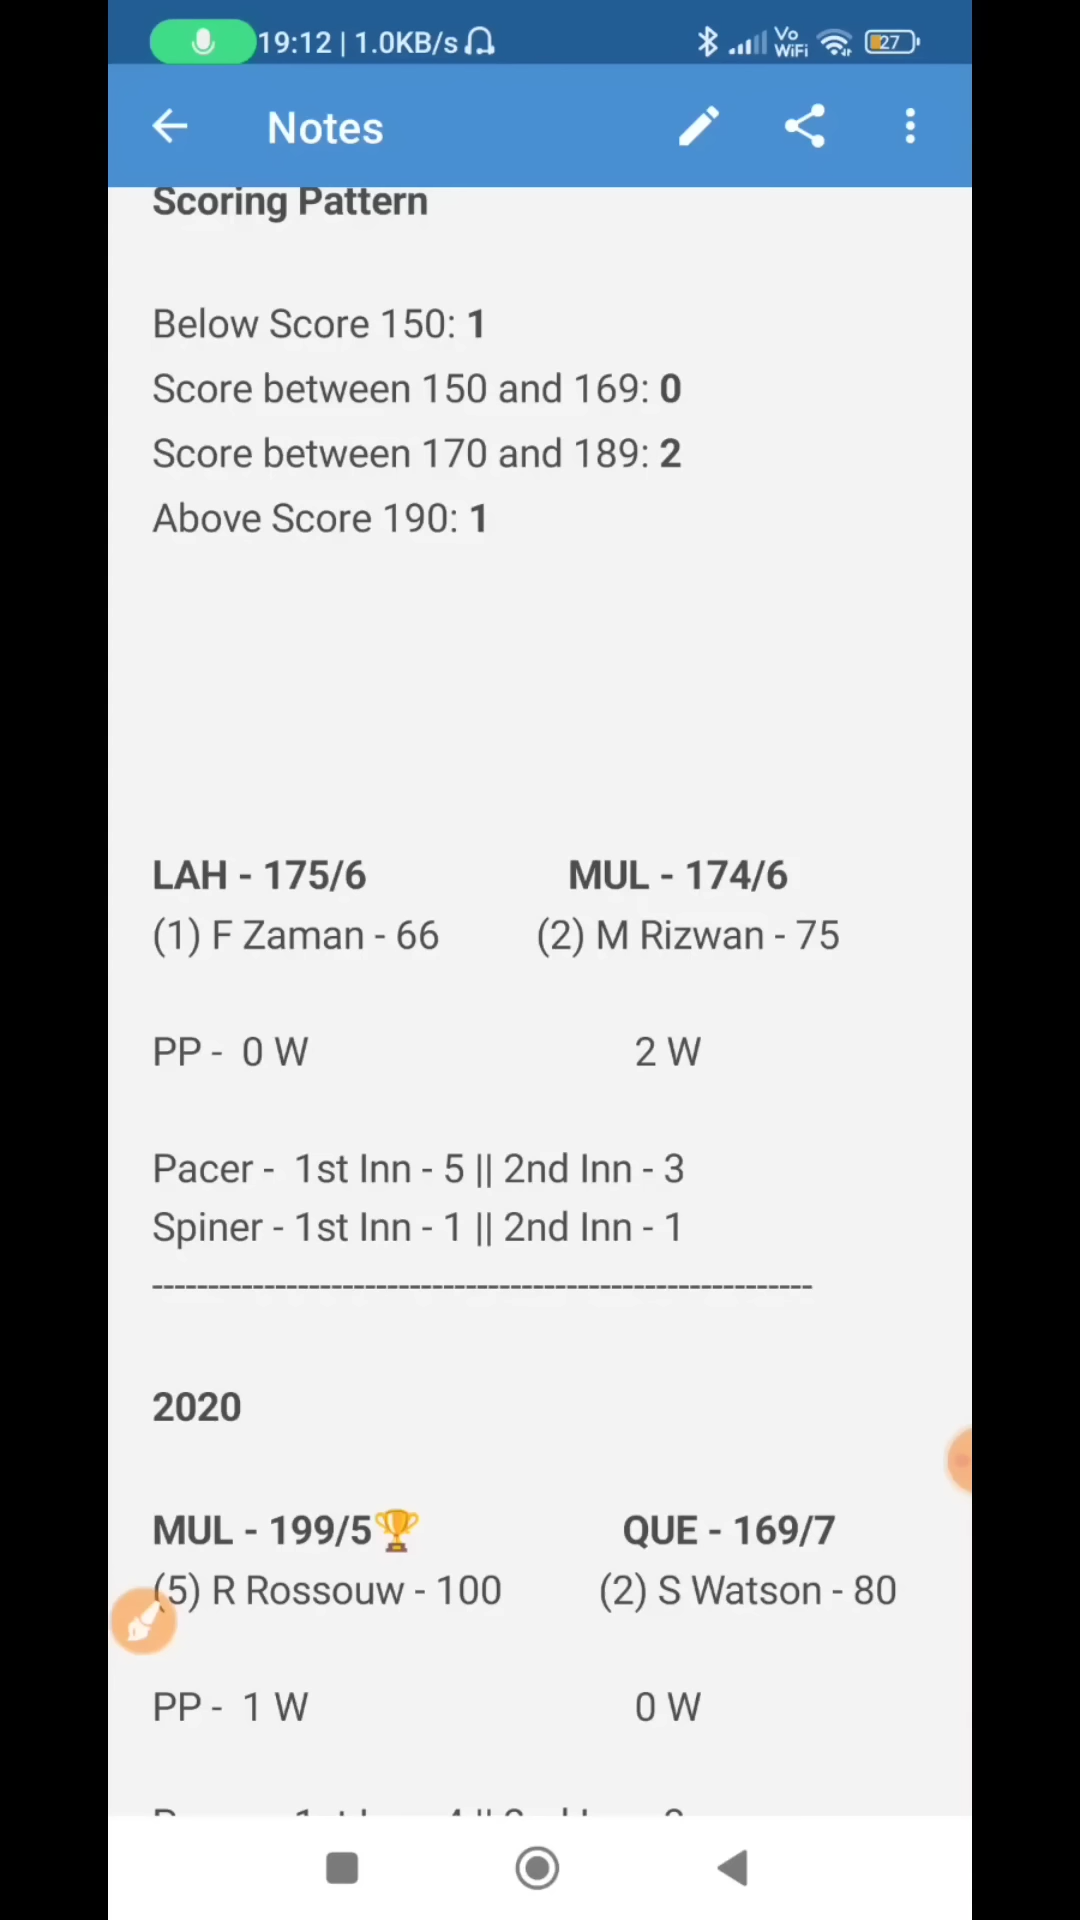 19:12 | 1.0KB/s Vo WiFi 27
Notes
Scoring Pattern
Below Score 150: 1
Score between 150 and 169: 0
Score between 170 and 189: 2
Above Score 190: 1
LAH - 175/6 MUL - 174/6
(1) F Zaman - 66 (2) M Rizwan - 75
PP - 0 W 2 W
Pacer - 1st Inn - 5 || 2nd Inn - 3
Spiner - 1st Inn - 1 || 2nd Inn - 1
------------------------------------------------------------
2020
MUL - 199/5🏆 QUE - 169/7
(5) R Rossouw - 100 (2) S Watson - 80
PP - 1 W 0 W